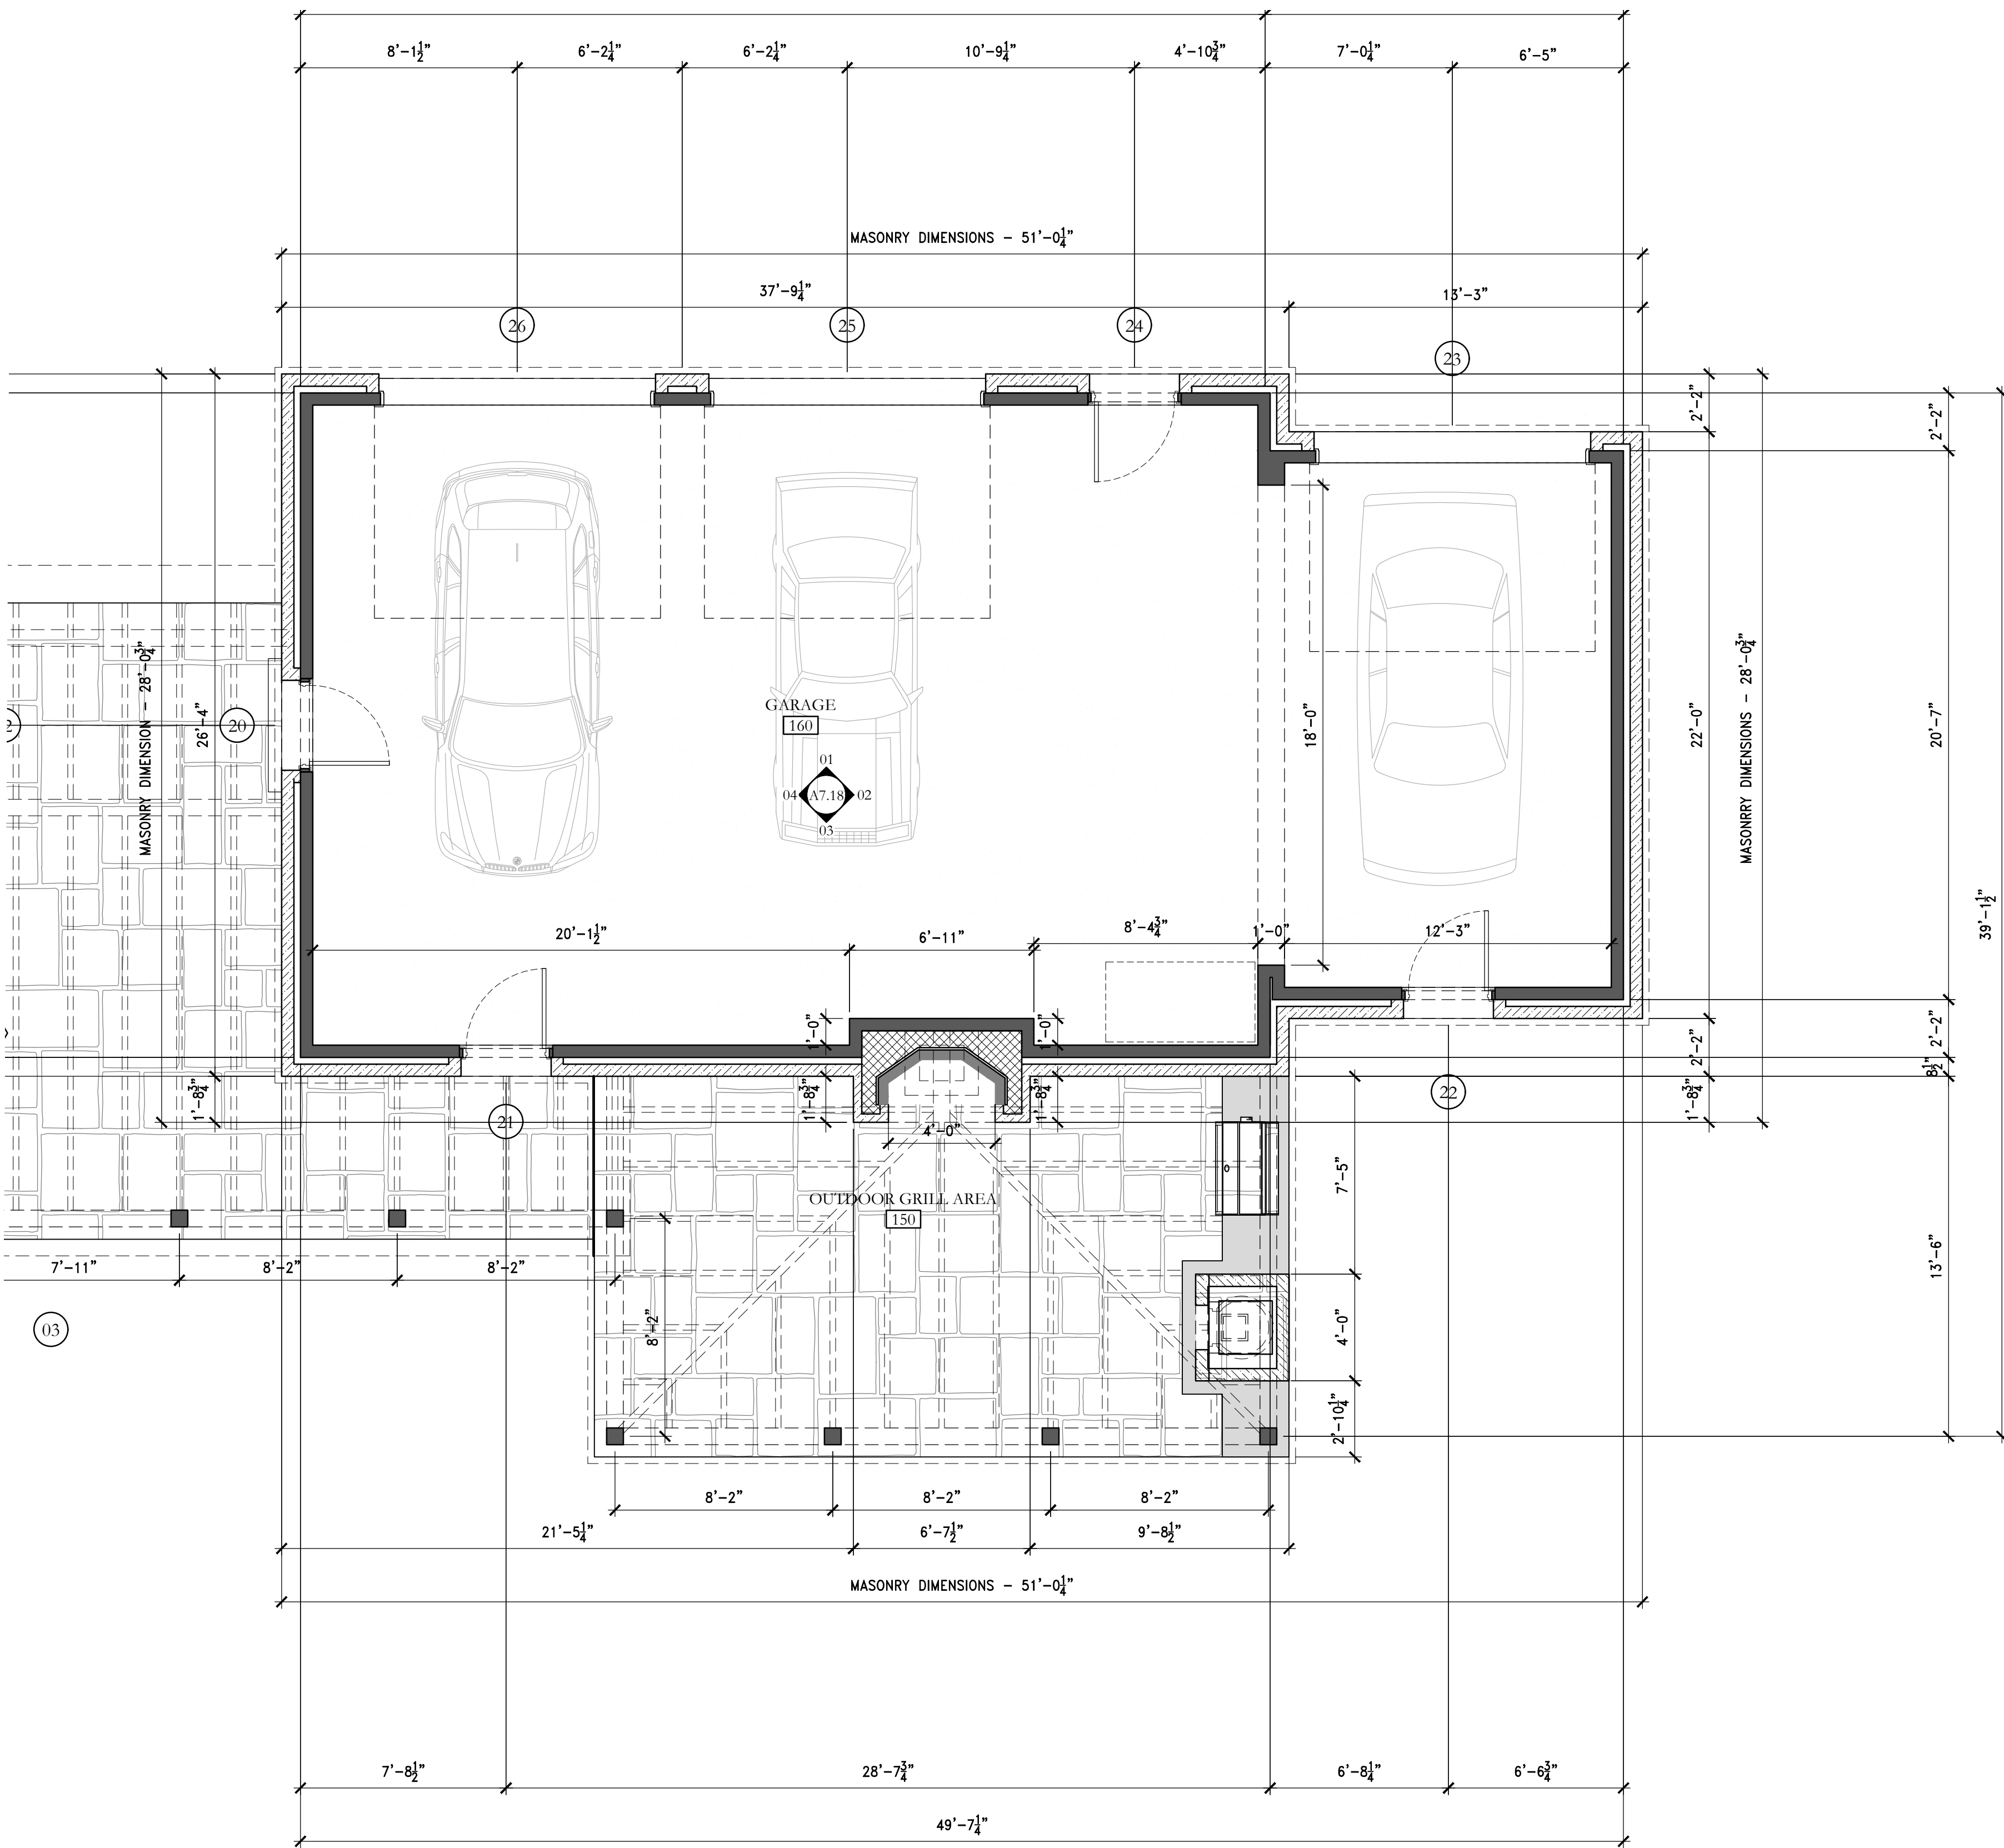 8'-1½" 6'-2¼" 6'-2¼" 10'-9¼" 4'-10¾" 7'-0¼" 6'-5"
MASONRY DIMENSIONS - 51'-0¼"
37'-9¼" 13'-3"
26 25 24 23
2'-2" 2'-2"
MASONRY DIMENSION - 28'-0¾"
26'-4"
20
GARAGE
160
01
04 A7.18 02
03
18'-0"
22'-0"
MASONRRY DIMENSIONS - 28'-0¾"
20'-7"
39'-1½"
20'-1½" 6'-11" 8'-4¾" 1'-0" 12'-3"
1'-0" 1'-0"
2'-2" 2'-2"
8½"
1'-8¾" 1'-8¾" 1'-8¾" 1'-8¾"
21 22
4'-0"
OUTDOOR GRILL AREA
150
7'-5"
13'-6"
7'-11" 8'-2" 8'-2"
8'-2"
4'-0"
03
2'-10¼"
8'-2" 8'-2" 8'-2"
21'-5¼" 6'-7½" 9'-8½"
MASONRY DIMENSIONS - 51'-0¼"
7'-8½" 28'-7¾" 6'-8¼" 6'-6¾"
49'-7¼"